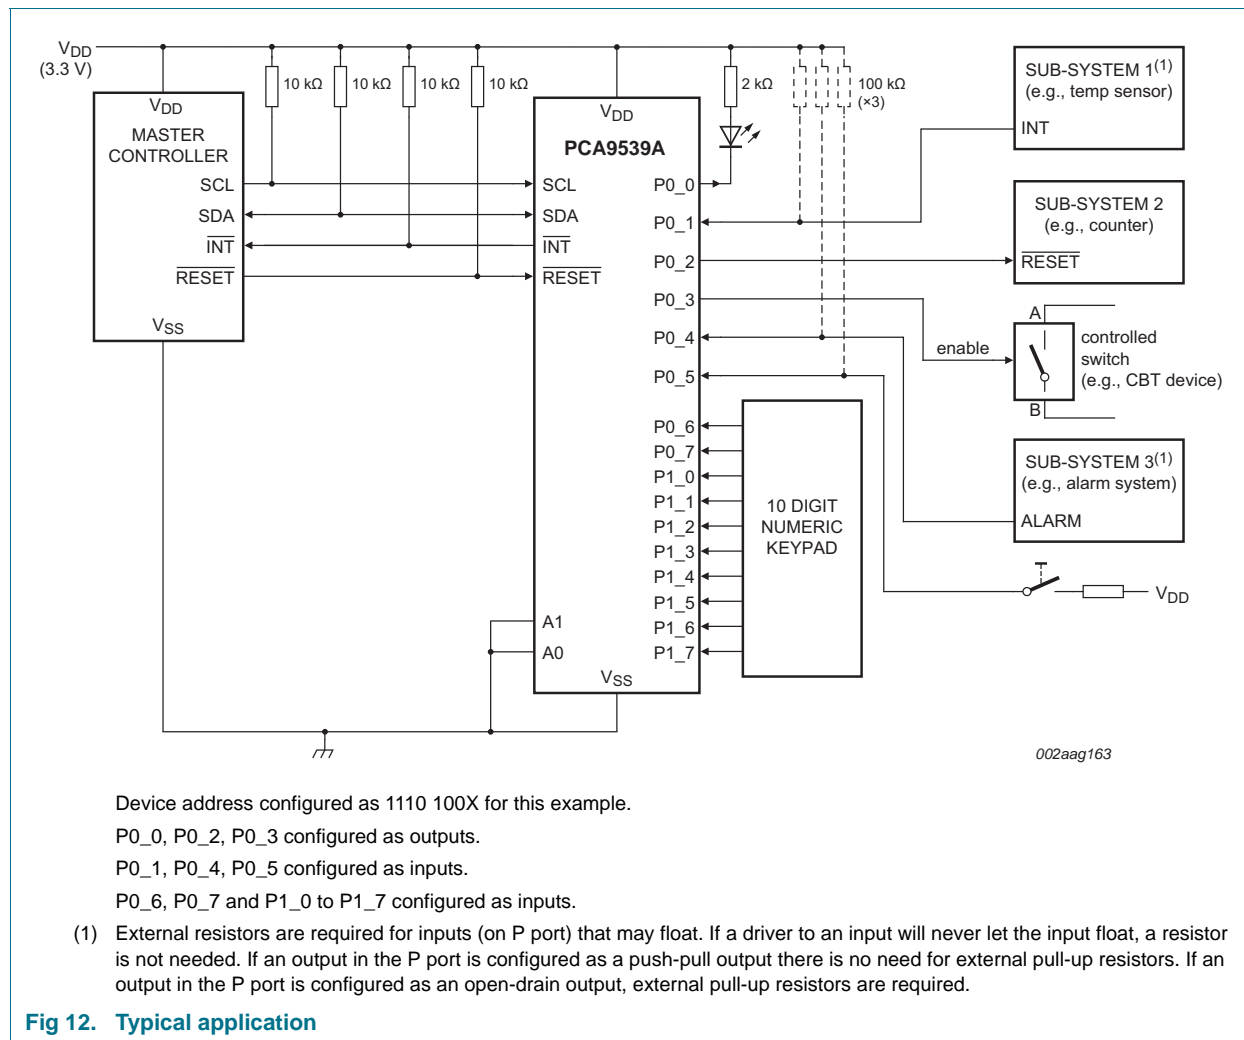 VDD
(3.3 V)
10 kΩ
10 kΩ
10 kΩ
10 kΩ
2 kΩ
100 kΩ
(×3)
VDD
MASTER
CONTROLLER
SCL
SDA
INT
RESET
VSS
VDD
PCA9539A
SCL
SDA
INT
RESET
A1
A0
VSS
P0_0
P0_1
P0_2
P0_3
P0_4
P0_5
P0_6
P0_7
P1_0
P1_1
P1_2
P1_3
P1_4
P1_5
P1_6
P1_7
10 DIGIT
NUMERIC
KEYPAD
SUB-SYSTEM 1(1)
(e.g., temp sensor)
INT
SUB-SYSTEM 2
(e.g., counter)
RESET
enable
A
B
controlled
switch
(e.g., CBT device)
SUB-SYSTEM 3(1)
(e.g., alarm system)
ALARM
VDD
002aag163
Device address configured as 1110 100X for this example.
P0_0, P0_2, P0_3 configured as outputs.
P0_1, P0_4, P0_5 configured as inputs.
P0_6, P0_7 and P1_0 to P1_7 configured as inputs.
(1) External resistors are required for inputs (on P port) that may float. If a driver to an input will never let the input float, a resistor
is not needed. If an output in the P port is configured as a push-pull output there is no need for external pull-up resistors. If an
output in the P port is configured as an open-drain output, external pull-up resistors are required.
Fig 12. Typical application